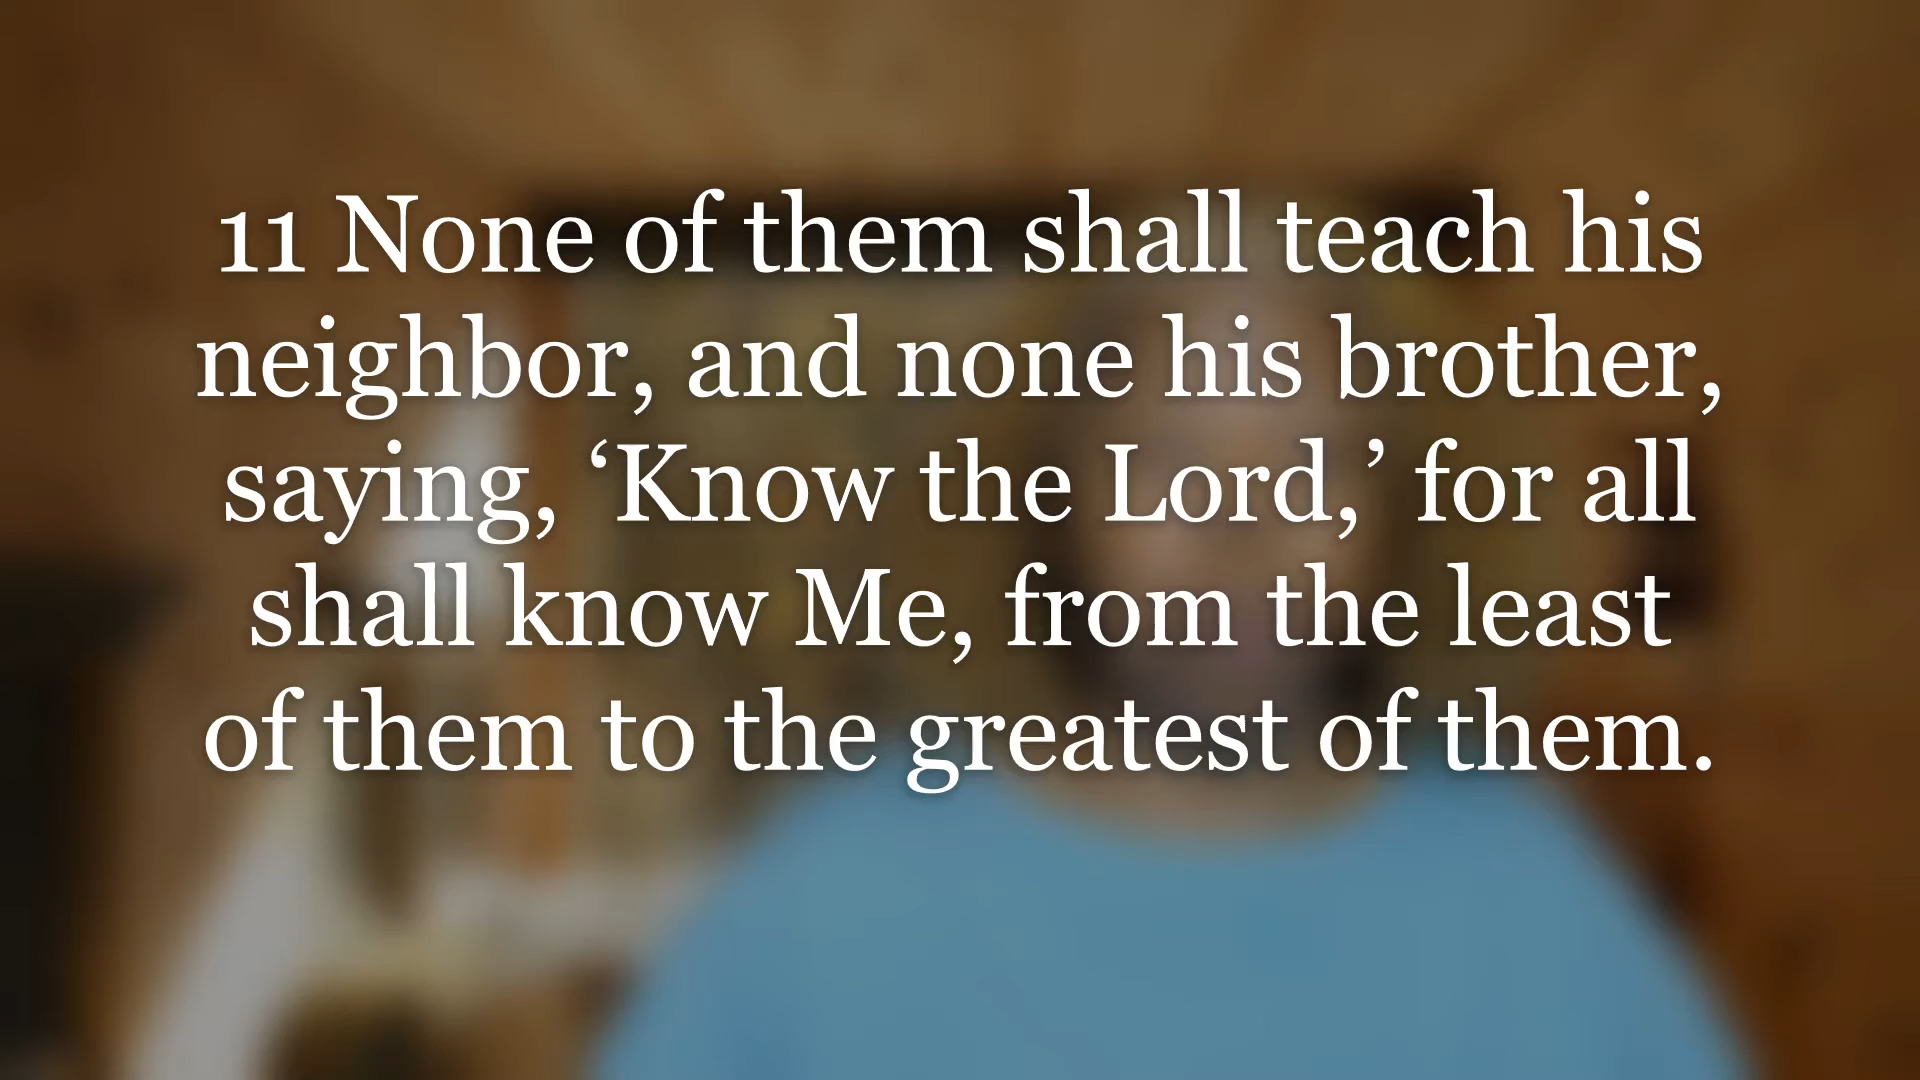 11 None of them shall teach his
neighbor, and none his brother,
saying, ‘Know the Lord,’ for all
shall know Me, from the least
of them to the greatest of them.